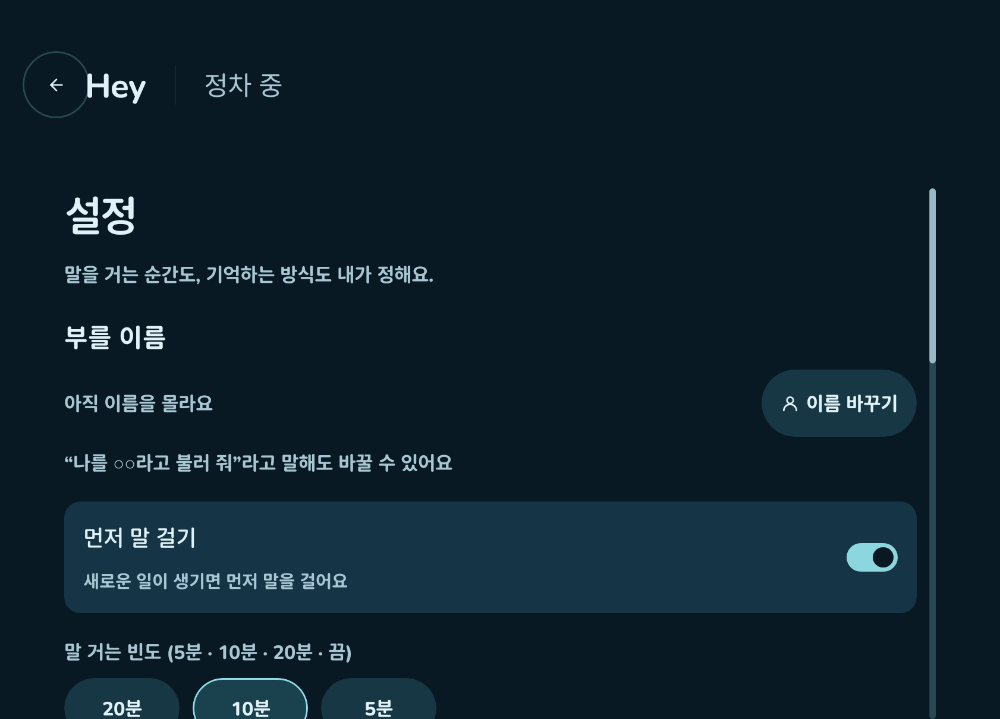 Hey
정차 중
설정
말을 거는 순간도, 기억하는 방식도 내가 정해요.
부를 이름
아직 이름을 몰라요
이름 바꾸기
“나를 ○○라고 불러 줘”라고 말해도 바꿀 수 있어요
먼저 말 걸기
새로운 일이 생기면 먼저 말을 걸어요
말 거는 빈도 (5분 · 10분 · 20분 · 끔)
20분
10분
5분